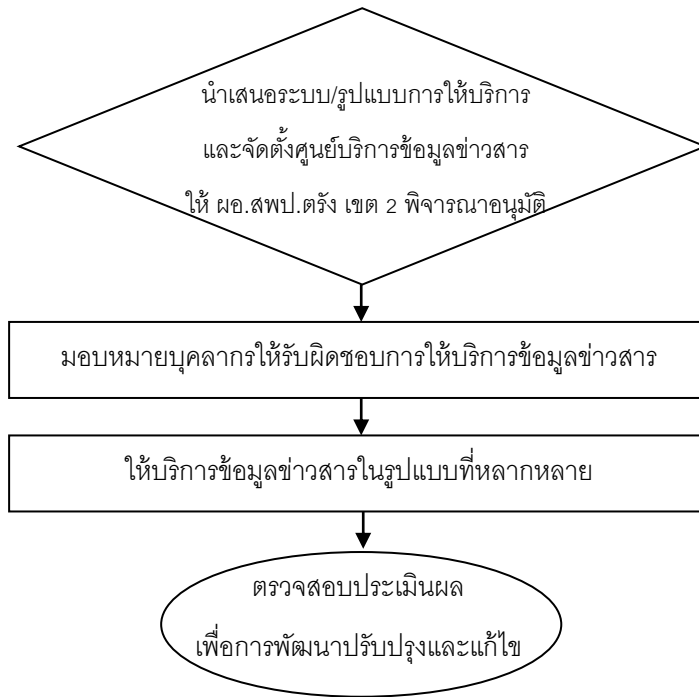 นำเสนอระบบ/รูปแบบการให้บริการ
และจัดตั้งศูนย์บริการข้อมูลข่าวสาร
ให้ ผอ.สพป.ตรัง เขต 2 พิจารณาอนุมัติ
มอบหมายบุคลากรให้รับผิดชอบการให้บริการข้อมูลข่าวสาร
ให้บริการข้อมูลข่าวสารในรูปแบบที่หลากหลาย
ตรวจสอบประเมินผล
เพื่อการพัฒนาปรับปรุงและแก้ไข